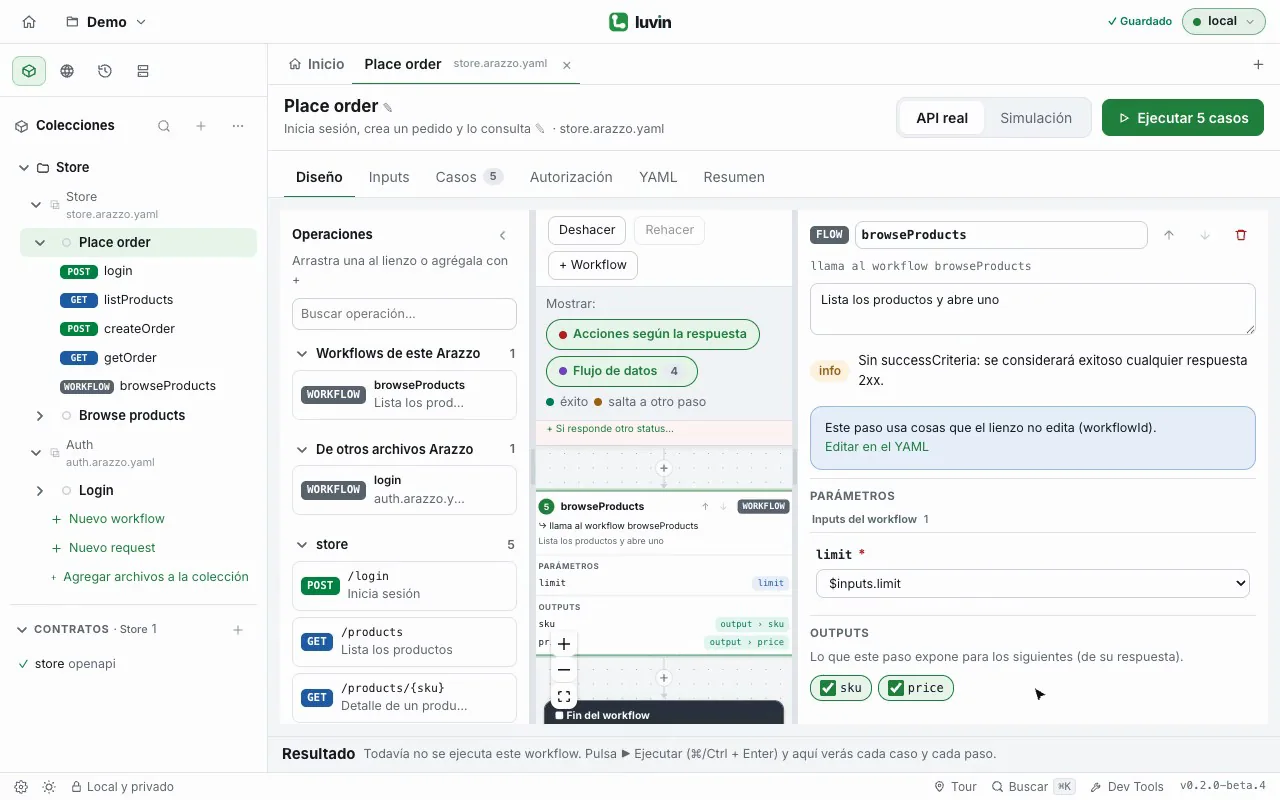 Demo
luvin
Guardado
local
Inicio
Place order store.arazzo.yaml
Place order
Inicia sesión, crea un pedido y lo consulta · store.arazzo.yaml
API real
Simulación
Ejecutar 5 casos
Colecciones
Store
Store
store.arazzo.yaml
Place order
POST login
GET listProducts
POST createOrder
GET getOrder
WORKFLOW browseProducts
Browse products
Auth
auth.arazzo.yaml
Login
+ Nuevo workflow
+ Nuevo request
+ Agregar archivos a la colección
CONTRATOS · Store 1
store openapi
Diseño
Inputs
Casos 5
Autorización
YAML
Resumen
Operaciones
Arrastra una al lienzo o agrégala con
+
Buscar operación...
Workflows de este Arazzo 1
WORKFLOW
browseProducts
Lista los prod...
De otros archivos Arazzo 1
WORKFLOW
login
auth.arazzo.y...
store 5
POST
/login
Inicia sesión
GET
/products
Lista los productos
GET
/products/{sku}
Detalle de un produ...
Deshacer
Rehacer
+ Workflow
Mostrar:
Acciones según la respuesta
Flujo de datos 4
éxito salta a otro paso
+ Si responde otro status...
5 browseProducts WORKFLOW
↪ llama al workflow browseProducts
Lista los productos y abre uno
PARÁMETROS
limit limit
OUTPUTS
sku output › sku
pr output › price
Fin del workflow
FLOW browseProducts
llama al workflow browseProducts
Lista los productos y abre uno
info
Sin successCriteria: se considerará exitoso cualquier respuesta
2xx.
Este paso usa cosas que el lienzo no edita (workflowId).
Editar en el YAML
PARÁMETROS
Inputs del workflow 1
limit *
$inputs.limit
OUTPUTS
Lo que este paso expone para los siguientes (de su respuesta).
sku
price
Resultado Todavía no se ejecuta este workflow. Pulsa ▶ Ejecutar (⌘/Ctrl + Enter) y aquí verás cada caso y cada paso.
Local y privado
Tour
Buscar ⌘K
Dev Tools
v0.2.0-beta.4